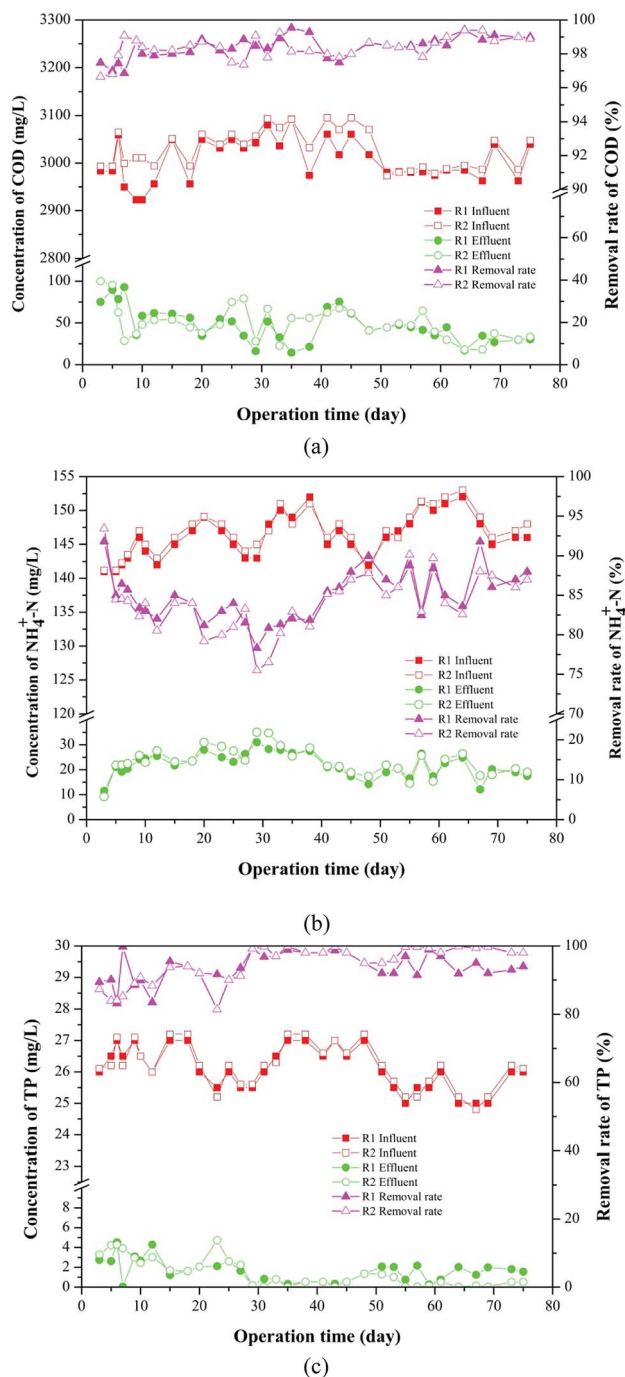 3300
3200
3100
3000
2900
2800
100
50
0
Concentration of COD (mg/L)
100
98
96
94
92
90
80
60
40
20
0
Removal rate of COD (%)
R1 Influent
R2 Influent
R1 Effluent
R2 Effluent
R1 Removal rate
R2 Removal rate
0 10 20 30 40 50 60 70 80
Operation time (day)
(a)
155
150
145
140
135
130
125
120
30
20
10
0
Concentration of NH4+-N (mg/L)
100
95
90
85
80
75
70
20
10
0
Removal rate of NH4+-N (%)
R1 Influent
R2 Influent
R1 Effluent
R2 Effluent
R1 Removal rate
R2 Removal rate
0 10 20 30 40 50 60 70 80
Operation time (day)
(b)
30
29
28
27
26
25
24
23
8
6
4
2
0
Concentration of TP (mg/L)
100
80
60
40
20
0
Removal rate of TP (%)
R1 Influent
R2 Influent
R1 Effluent
R2 Effluent
R1 Removal rate
R2 Removal rate
0 10 20 30 40 50 60 70 80
Operation time (day)
(c)